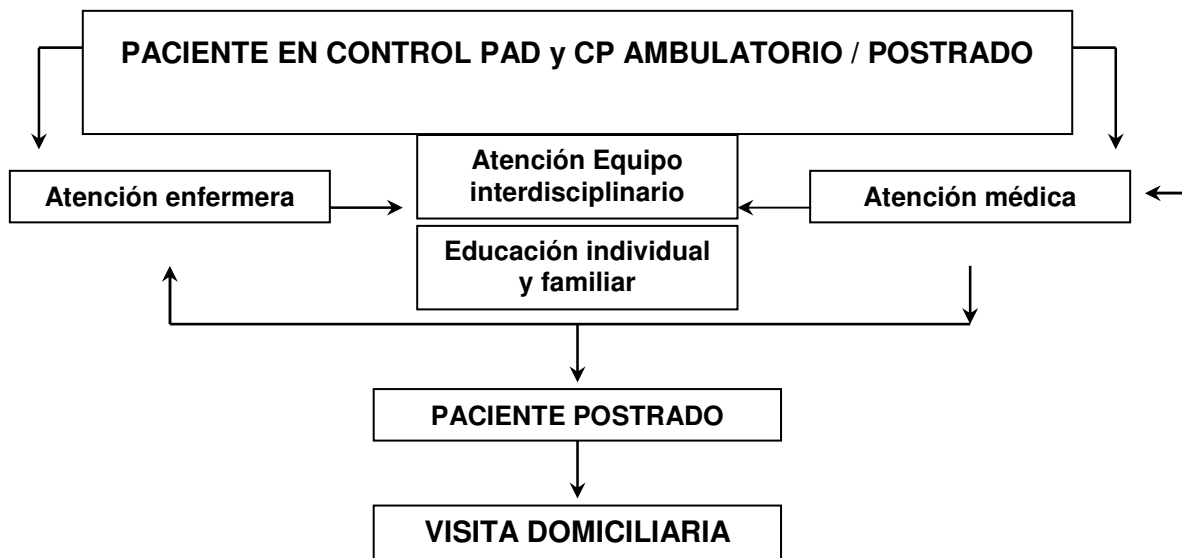 PACIENTE EN CONTROL PAD y CP AMBULATORIO / POSTRADO
Atención Equipo
interdisciplinario
Atención enfermera
Atención médica
Educación individual
y familiar
PACIENTE POSTRADO
VISITA DOMICILIARIA